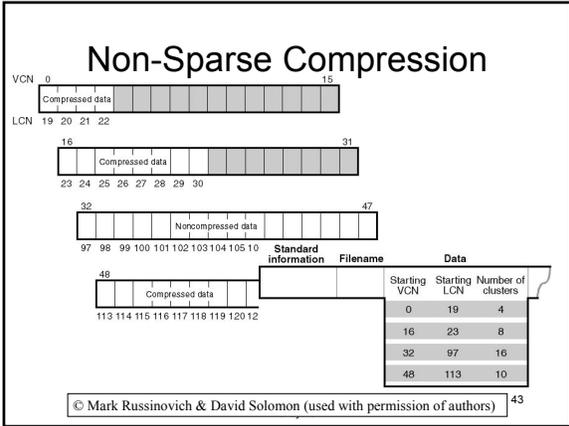 Non-Sparse Compression
VCN 0 15
Compressed data
LCN 19 20 21 22
16 31
Compressed data
23 24 25 26 27 28 29 30
32 47
Noncompressed data
97 98 99 100 101 102 103 104 105 10
Standard information Filename Data
48
Compressed data
113 114 115 116 117 118 119 120 12
Starting VCN Starting LCN Number of clusters
0 19 4
16 23 8
32 97 16
48 113 10
© Mark Russinovich & David Solomon (used with permission of authors)
43